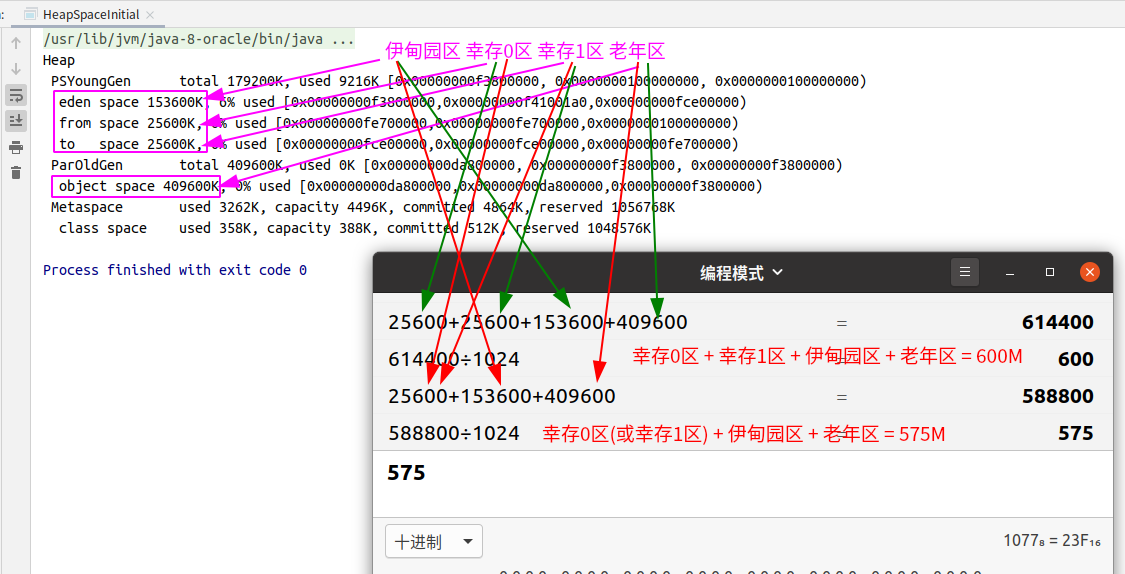 HeapSpaceInitial
/usr/lib/jvm/java-8-oracle/bin/java ...
伊甸园区 幸存0区 幸存1区 老年区
Heap
PSYoungGen total 179200K, used 9216K [0x00000000f3800000, 0x0000000100000000, 0x0000000100000000)
eden space 153600K, 6% used [0x00000000f3800000,0x00000000f41001a0,0x00000000fce00000)
from space 25600K, 0% used [0x00000000fe700000,0x00000000fe700000,0x0000000100000000)
to space 25600K, 0% used [0x00000000fce00000,0x00000000fce00000,0x00000000fe700000)
ParOldGen total 409600K, used 0K [0x00000000da800000, 0x00000000f3800000, 0x00000000f3800000)
object space 409600K, 0% used [0x00000000da800000,0x00000000da800000,0x00000000f3800000)
Metaspace used 3262K, capacity 4496K, committed 4864K, reserved 1056768K
class space used 358K, capacity 388K, committed 512K, reserved 1048576K
Process finished with exit code 0
编程模式
25600+25600+153600+409600 = 614400
614400÷1024 = 600
幸存0区 + 幸存1区 + 伊甸园区 + 老年区 = 600M
25600+153600+409600 = 588800
588800÷1024 = 575
幸存0区(或幸存1区) + 伊甸园区 + 老年区 = 575M
575
十进制
1077₈ = 23F₁₆